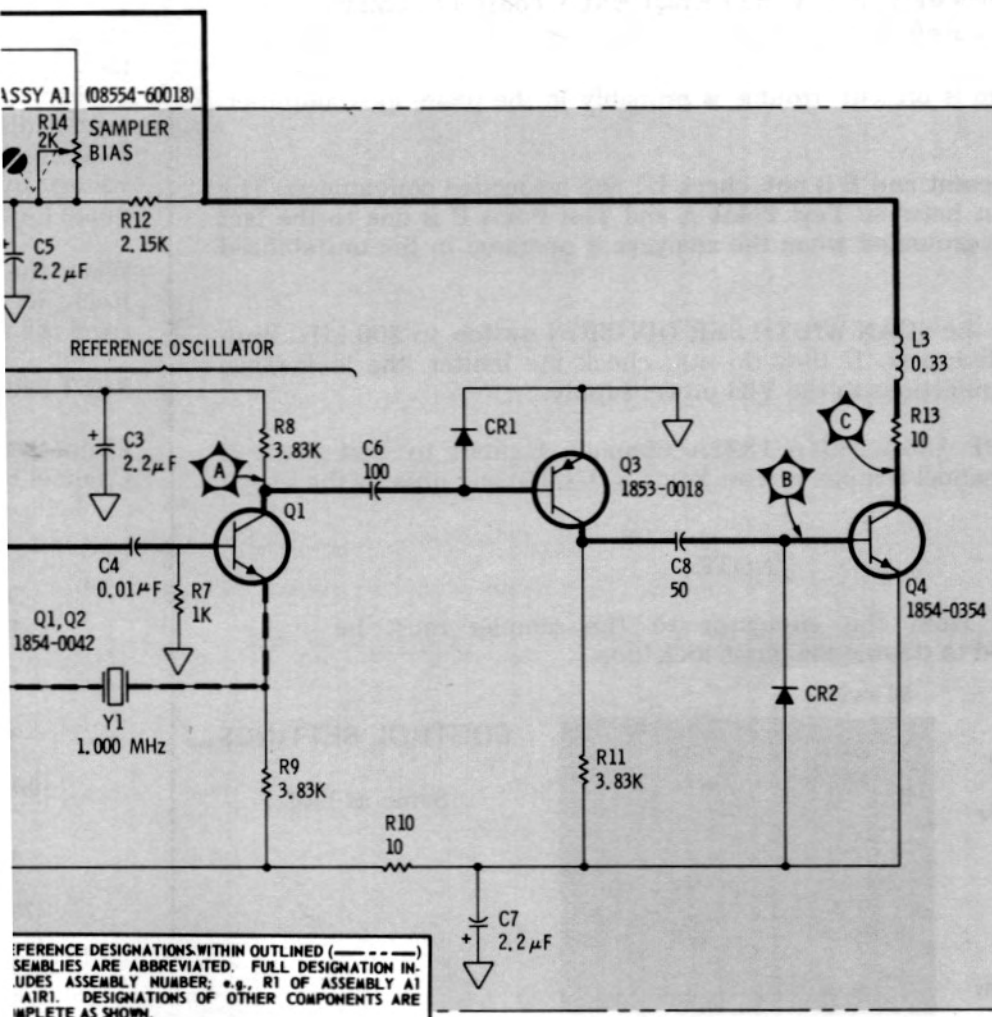 ASSY A1 (08554-60018)
R14
2K
SAMPLER
BIAS
R12
2.15K
C5
2.2µF
REFERENCE OSCILLATOR
L3
0.33
R13
10
C
C3
2.2µF
A
R8
3.83K
C6
100
CR1
Q3
1853-0018
B
Q1
C4
0.01µF
R7
1K
C8
50
Q4
1854-0354
Q1,Q2
1854-0042
Y1
1.000 MHz
CR2
R9
3.83K
R11
3.83K
R10
10
C7
2.2µF
EFERENCE DESIGNATIONS WITHIN OUTLINED (— - - —)
SEMBLIES ARE ABBREVIATED. FULL DESIGNATION IN-
LUDES ASSEMBLY NUMBER; e.g., R1 OF ASSEMBLY A1
A1R1. DESIGNATIONS OF OTHER COMPONENTS ARE
MPLETE AS SHOWN.